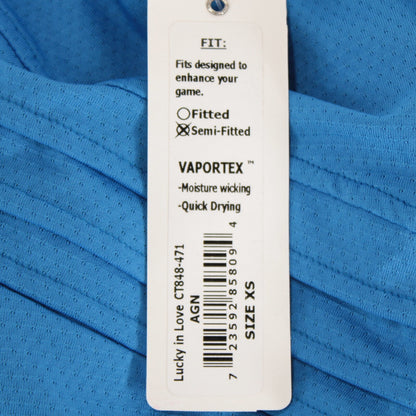 FIT:
Fits designed to
enhance your
game.
Fitted
Semi-Fitted
VAPORTEX™
-Moisture wicking
-Quick Drying
Lucky in Love CT848-471
AGN
7 23592 85809 4
SIZE XS